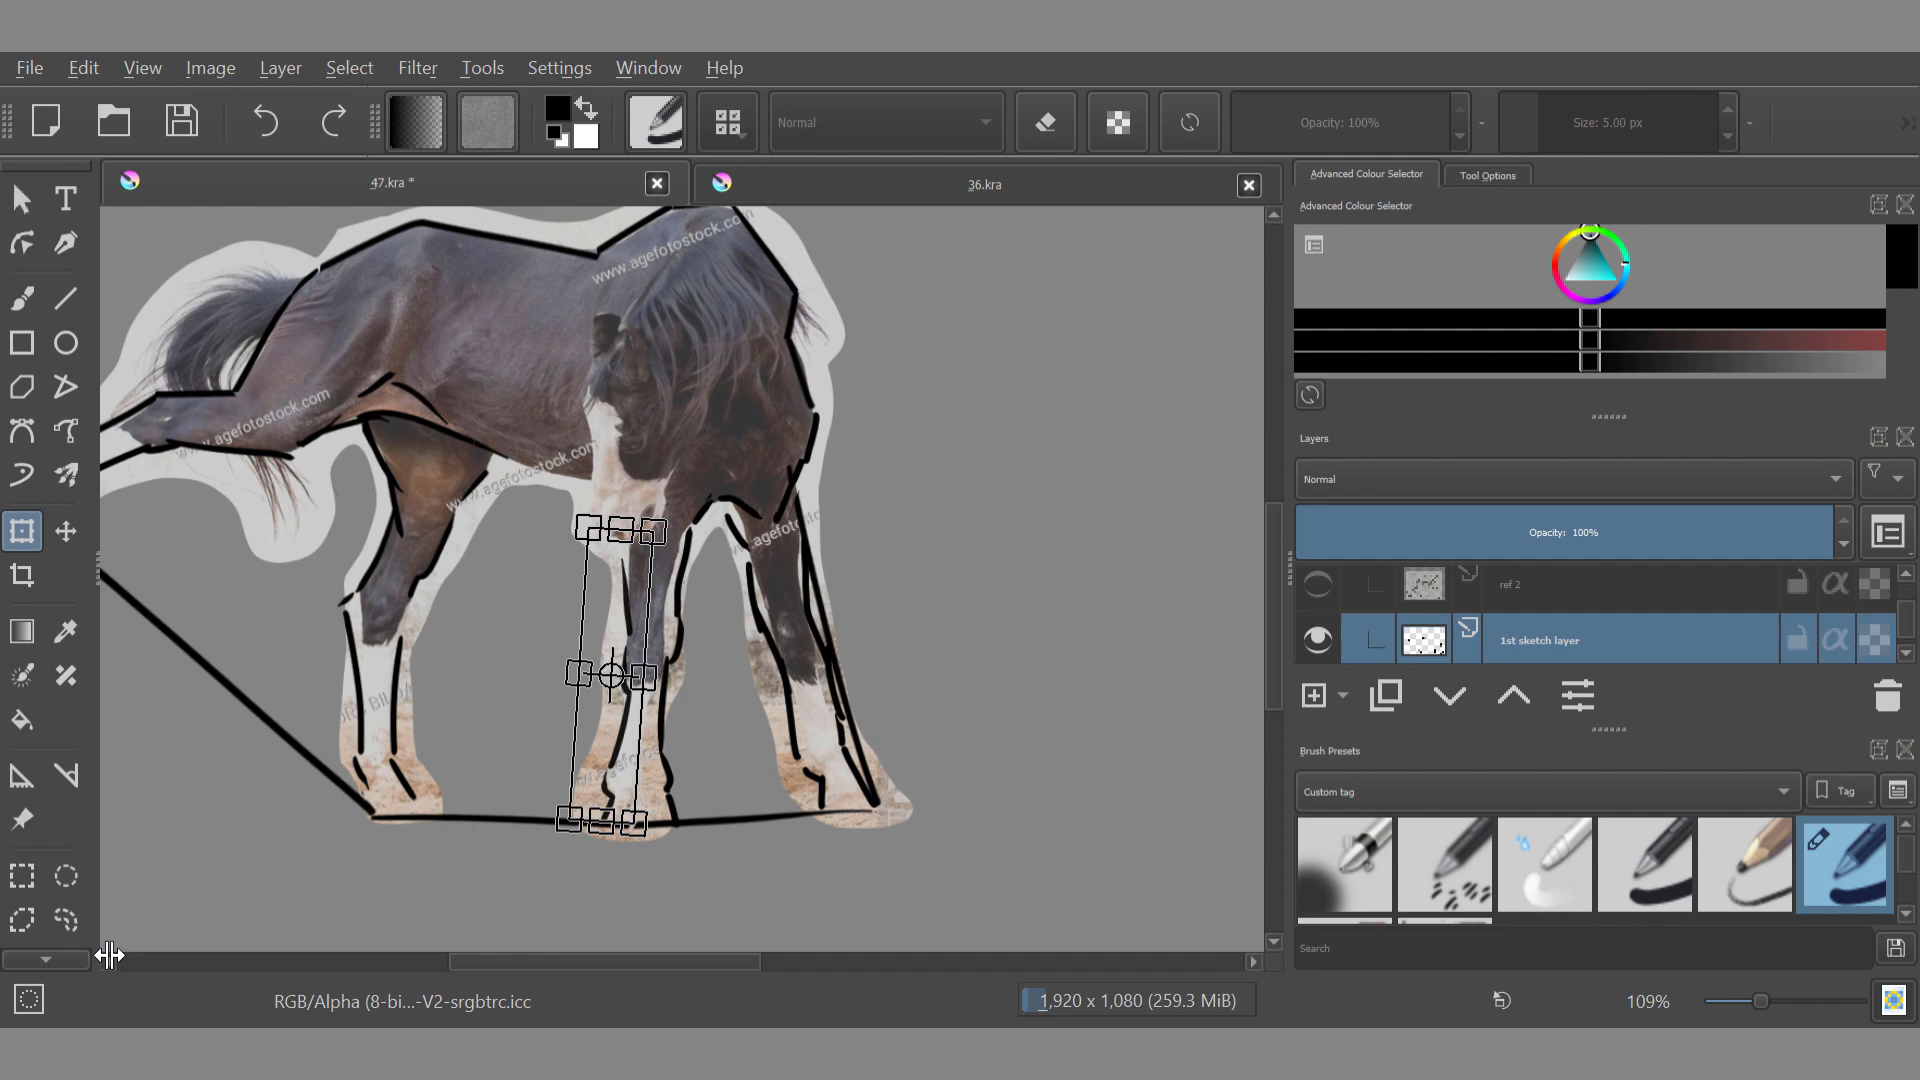 File Edit View Image Layer Select Filter Tools Settings Window Help
Normal
Opacity: 100%
Size: 5.00 px
47.kra *
36.kra
Advanced Colour Selector
Tool Options
Advanced Colour Selector
www.agefotostock.com
www.agefotostock.com
www.agefotostock.com
Layers
Normal
Opacity: 100%
ref 2
1st sketch layer
Brush Presets
Custom tag
Tag
Search
RGB/Alpha (8-bi...-V2-srgbtrc.icc
1,920 x 1,080 (259.3 MiB)
109%